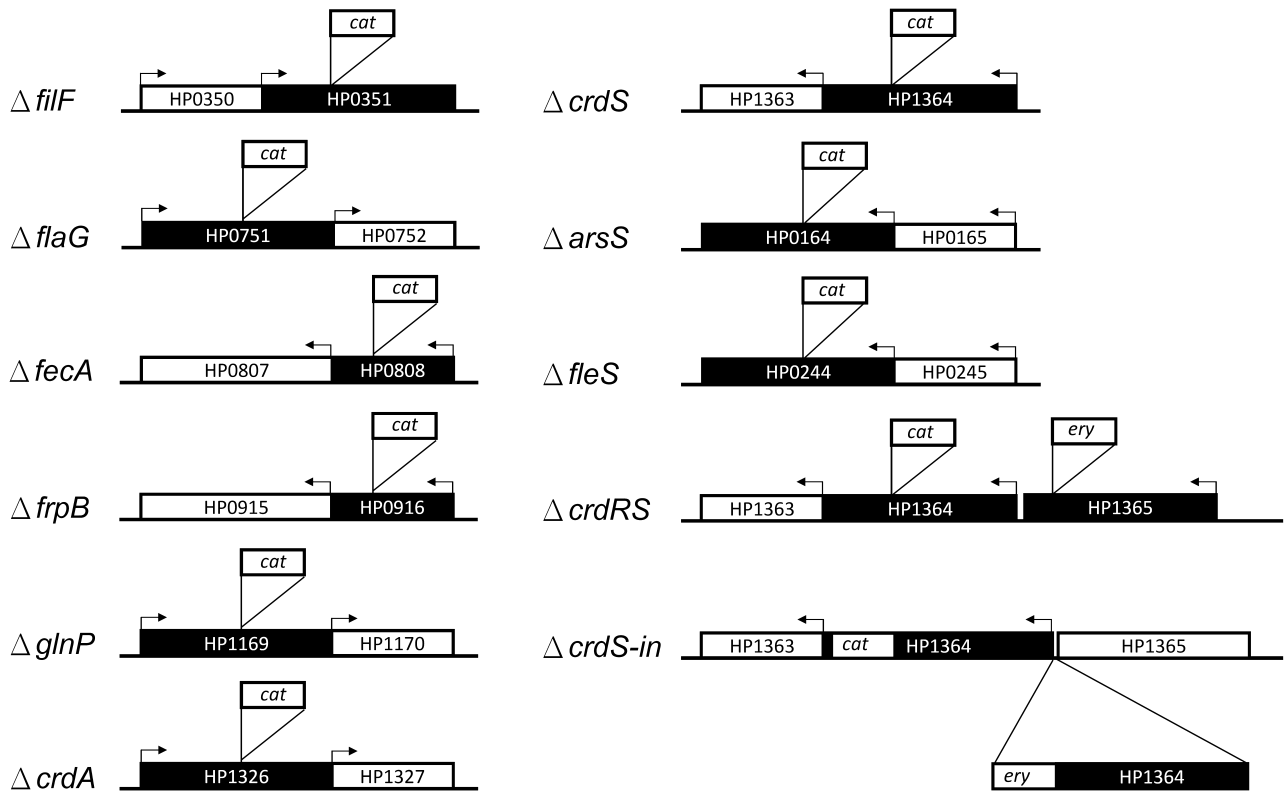 cat
Δ filF
HP0350
HP0351
cat
Δ flaG
HP0751
HP0752
cat
Δ fecA
HP0807
HP0808
cat
Δ frpB
HP0915
HP0916
cat
Δ glnP
HP1169
HP1170
cat
Δ crdA
HP1326
HP1327
cat
Δ crdS
HP1363
HP1364
cat
Δ arsS
HP0164
HP0165
cat
Δ fleS
HP0244
HP0245
cat
ery
Δ crdRS
HP1363
HP1364
HP1365
Δ crdS-in
HP1363
cat
HP1364
HP1365
ery
HP1364